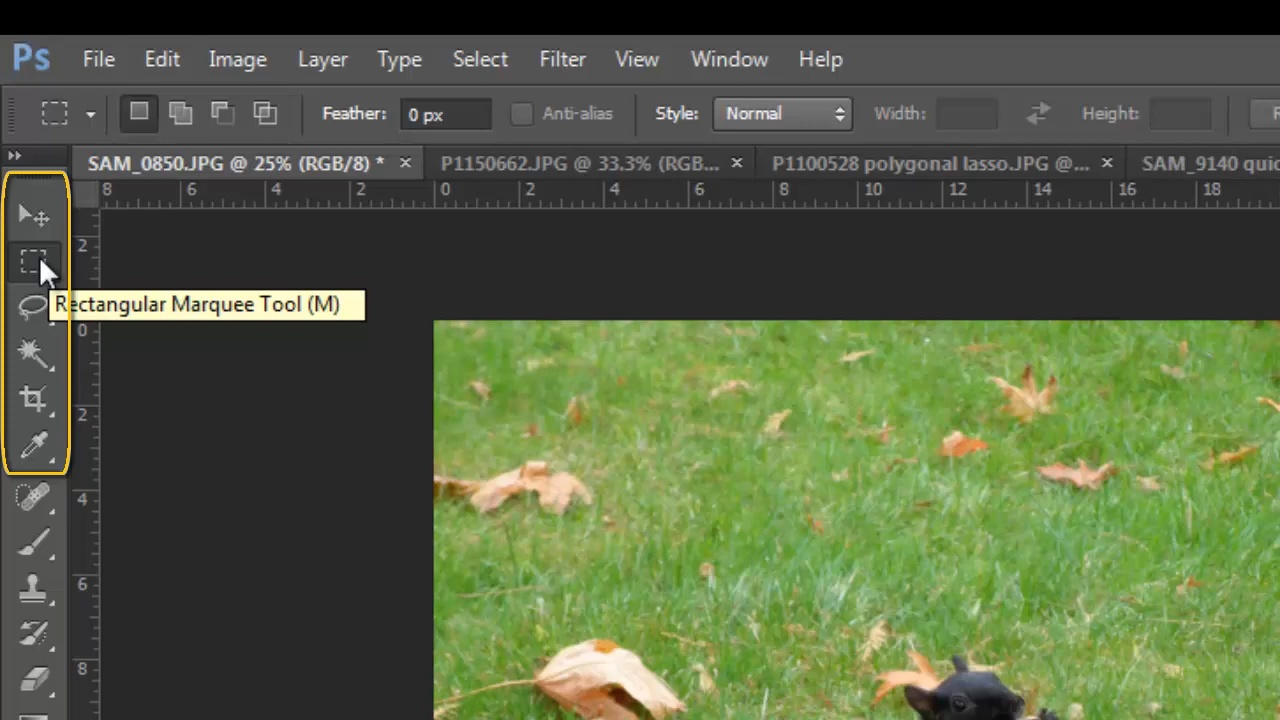 Ps File Edit Image Layer Type Select Filter View Window Help
Feather: 0 px Anti-alias Style: Normal Width: Height:
SAM_0850.JPG @ 25% (RGB/8) * × P1150662.JPG @ 33.3% (RGB... × P1100528 polygonal lasso.JPG @... × SAM_9140 quic
8 6 4 2 0 2 4 6 8 10 12 14 16 18
2
Rectangular Marquee Tool (M)
0
2
4
6
8